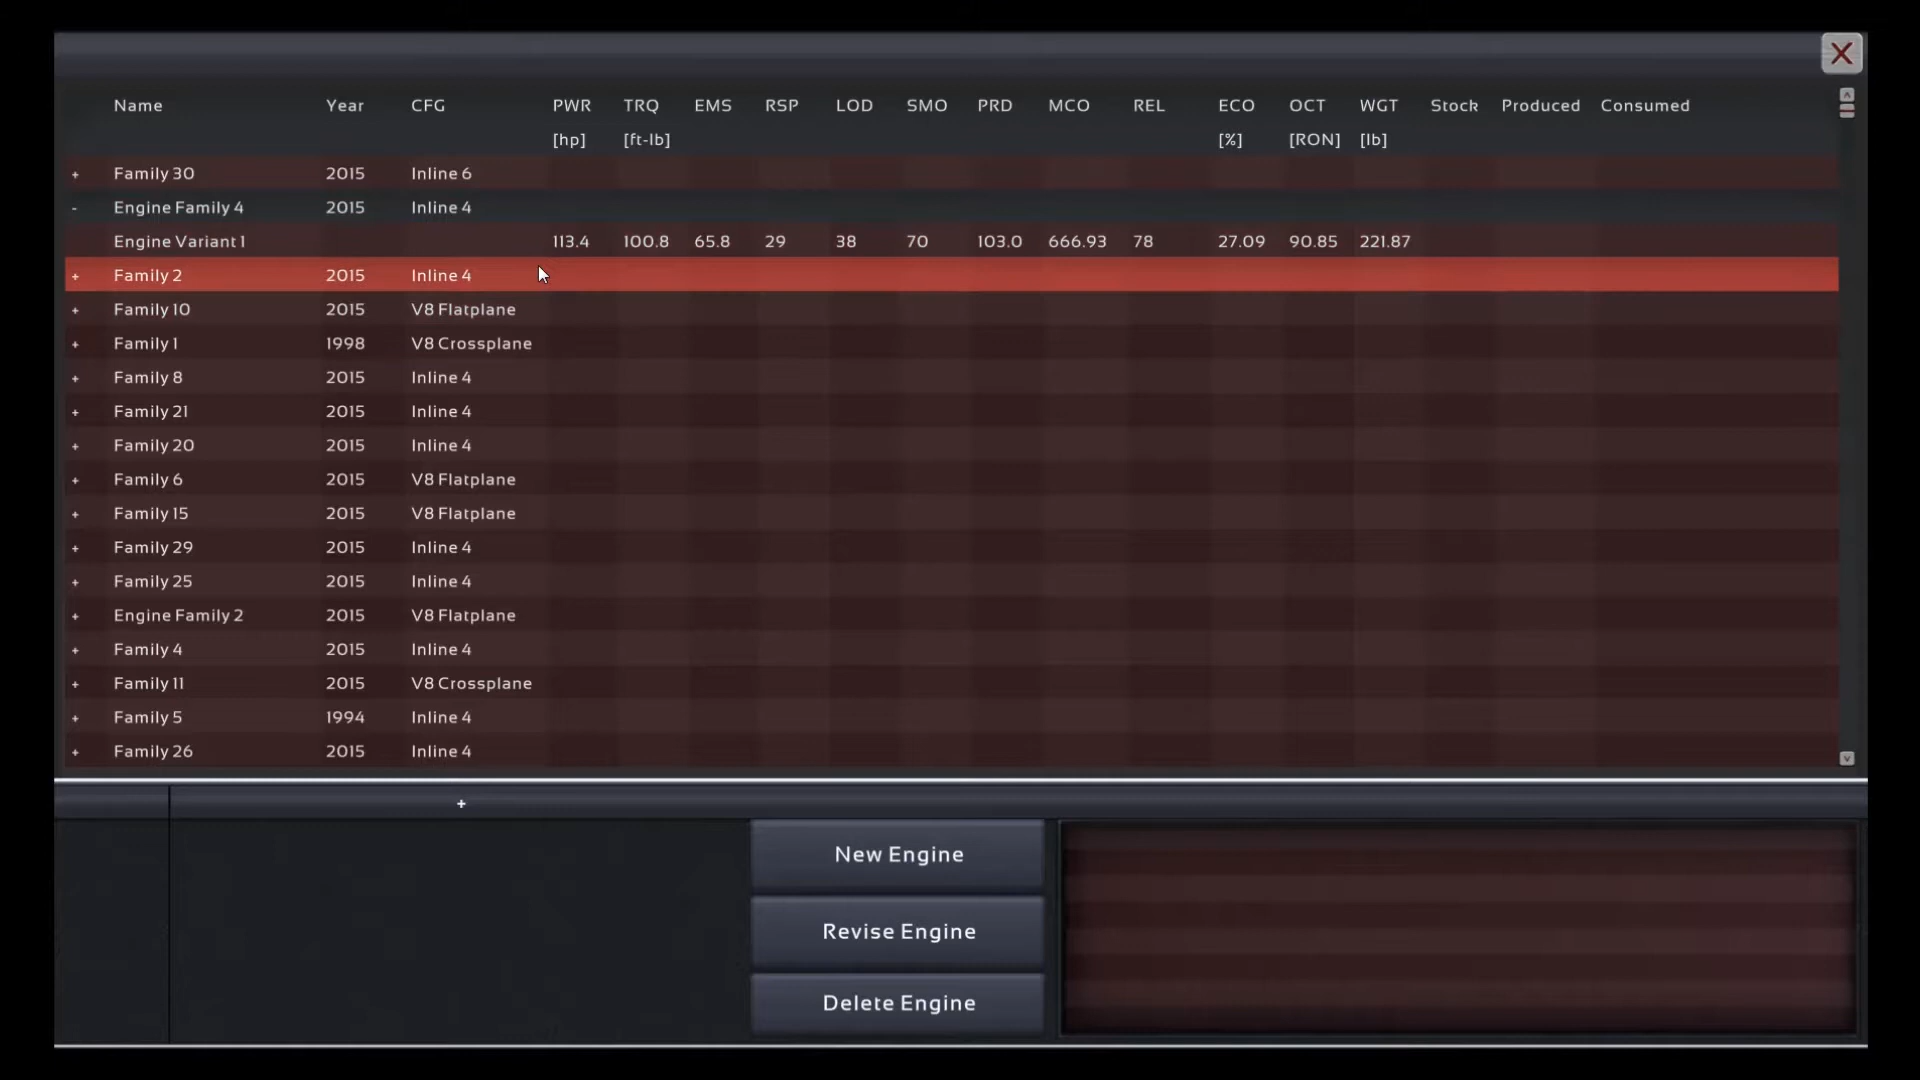 Name Year CFG PWR TRQ EMS RSP LOD SMO PRD MCO REL ECO OCT WGT Stock Produced Consumed
[hp] [ft-lb] [%] [RON] [lb]
+ Family 30 2015 Inline 6
- Engine Family 4 2015 Inline 4
Engine Variant 1 113.4 100.8 65.8 29 38 70 103.0 666.93 78 27.09 90.85 221.87
+ Family 2 2015 Inline 4
+ Family 10 2015 V8 Flatplane
+ Family 1 1998 V8 Crossplane
+ Family 8 2015 Inline 4
+ Family 21 2015 Inline 4
+ Family 20 2015 Inline 4
+ Family 6 2015 V8 Flatplane
+ Family 15 2015 V8 Flatplane
+ Family 29 2015 Inline 4
+ Family 25 2015 Inline 4
+ Engine Family 2 2015 V8 Flatplane
+ Family 4 2015 Inline 4
+ Family 11 2015 V8 Crossplane
+ Family 5 1994 Inline 4
+ Family 26 2015 Inline 4
+
New Engine
Revise Engine
Delete Engine